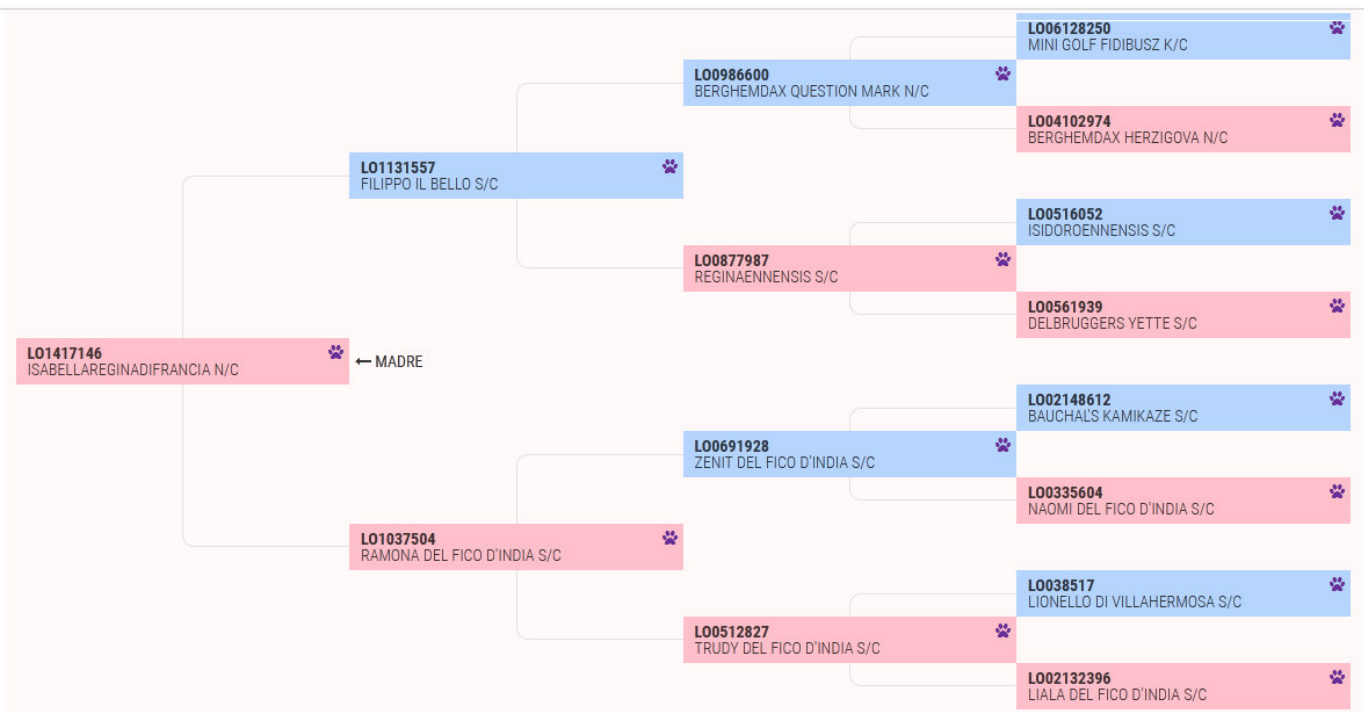 LO06128250
MINI GOLF FIDIBUSZ K/C
LO0986600
BERGHEMDAX QUESTION MARK N/C
LO04102974
BERGHEMDAX HERZIGOVA N/C
LO1131557
FILIPPO IL BELLO S/C
LO0516052
ISIDOROENNENSIS S/C
LO0877987
REGINAENNENSIS S/C
LO0561939
DELBRUGGERS YETTE S/C
LO1417146
ISABELLAREGINADIFRANCIA N/C
← MADRE
LO02148612
BAUCHAL'S KAMIKAZE S/C
LO0691928
ZENIT DEL FICO D'INDIA S/C
LO0335604
NAOMI DEL FICO D'INDIA S/C
LO1037504
RAMONA DEL FICO D'INDIA S/C
LO038517
LIONELLO DI VILLAHERMOSA S/C
LO0512827
TRUDY DEL FICO D'INDIA S/C
LO02132396
LIALA DEL FICO D'INDIA S/C